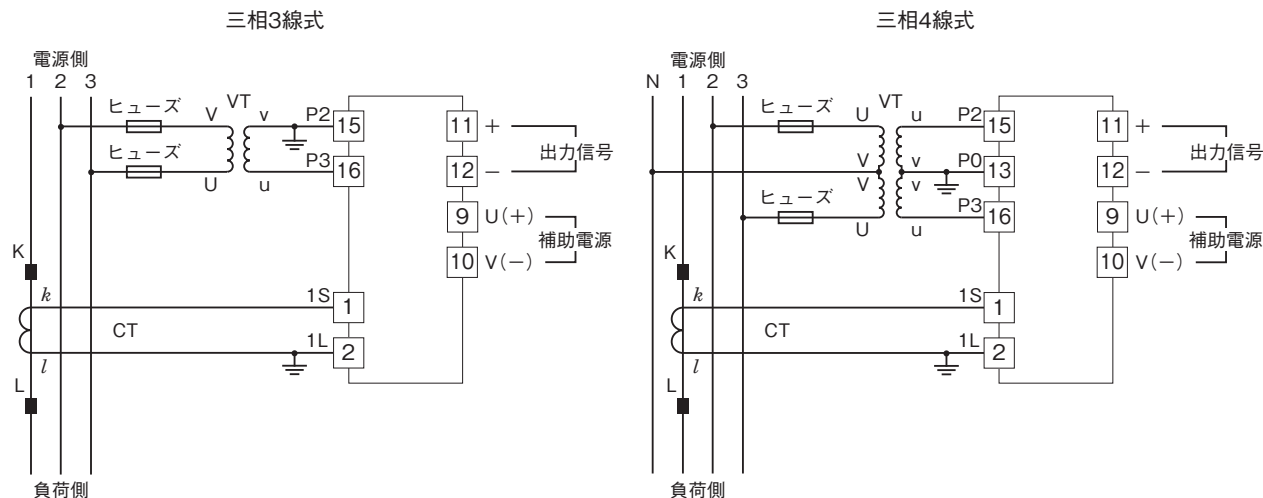 三相3線式
電源側
1 2 3
ヒューズ V VT v P2 15 11 +
出力信号
ヒューズ U u P3 16 12 −
9 U(+)
補助電源
10 V(−)
K
k 1S 1
CT
l 1L 2
L
負荷側
三相4線式
電源側
N 1 2 3
ヒューズ U VT u P2 15 11 +
出力信号
V v P0 13 12 −
V v
ヒューズ U u P3 16 9 U(+)
補助電源
10 V(−)
K
k 1S 1
CT
l 1L 2
L
負荷側